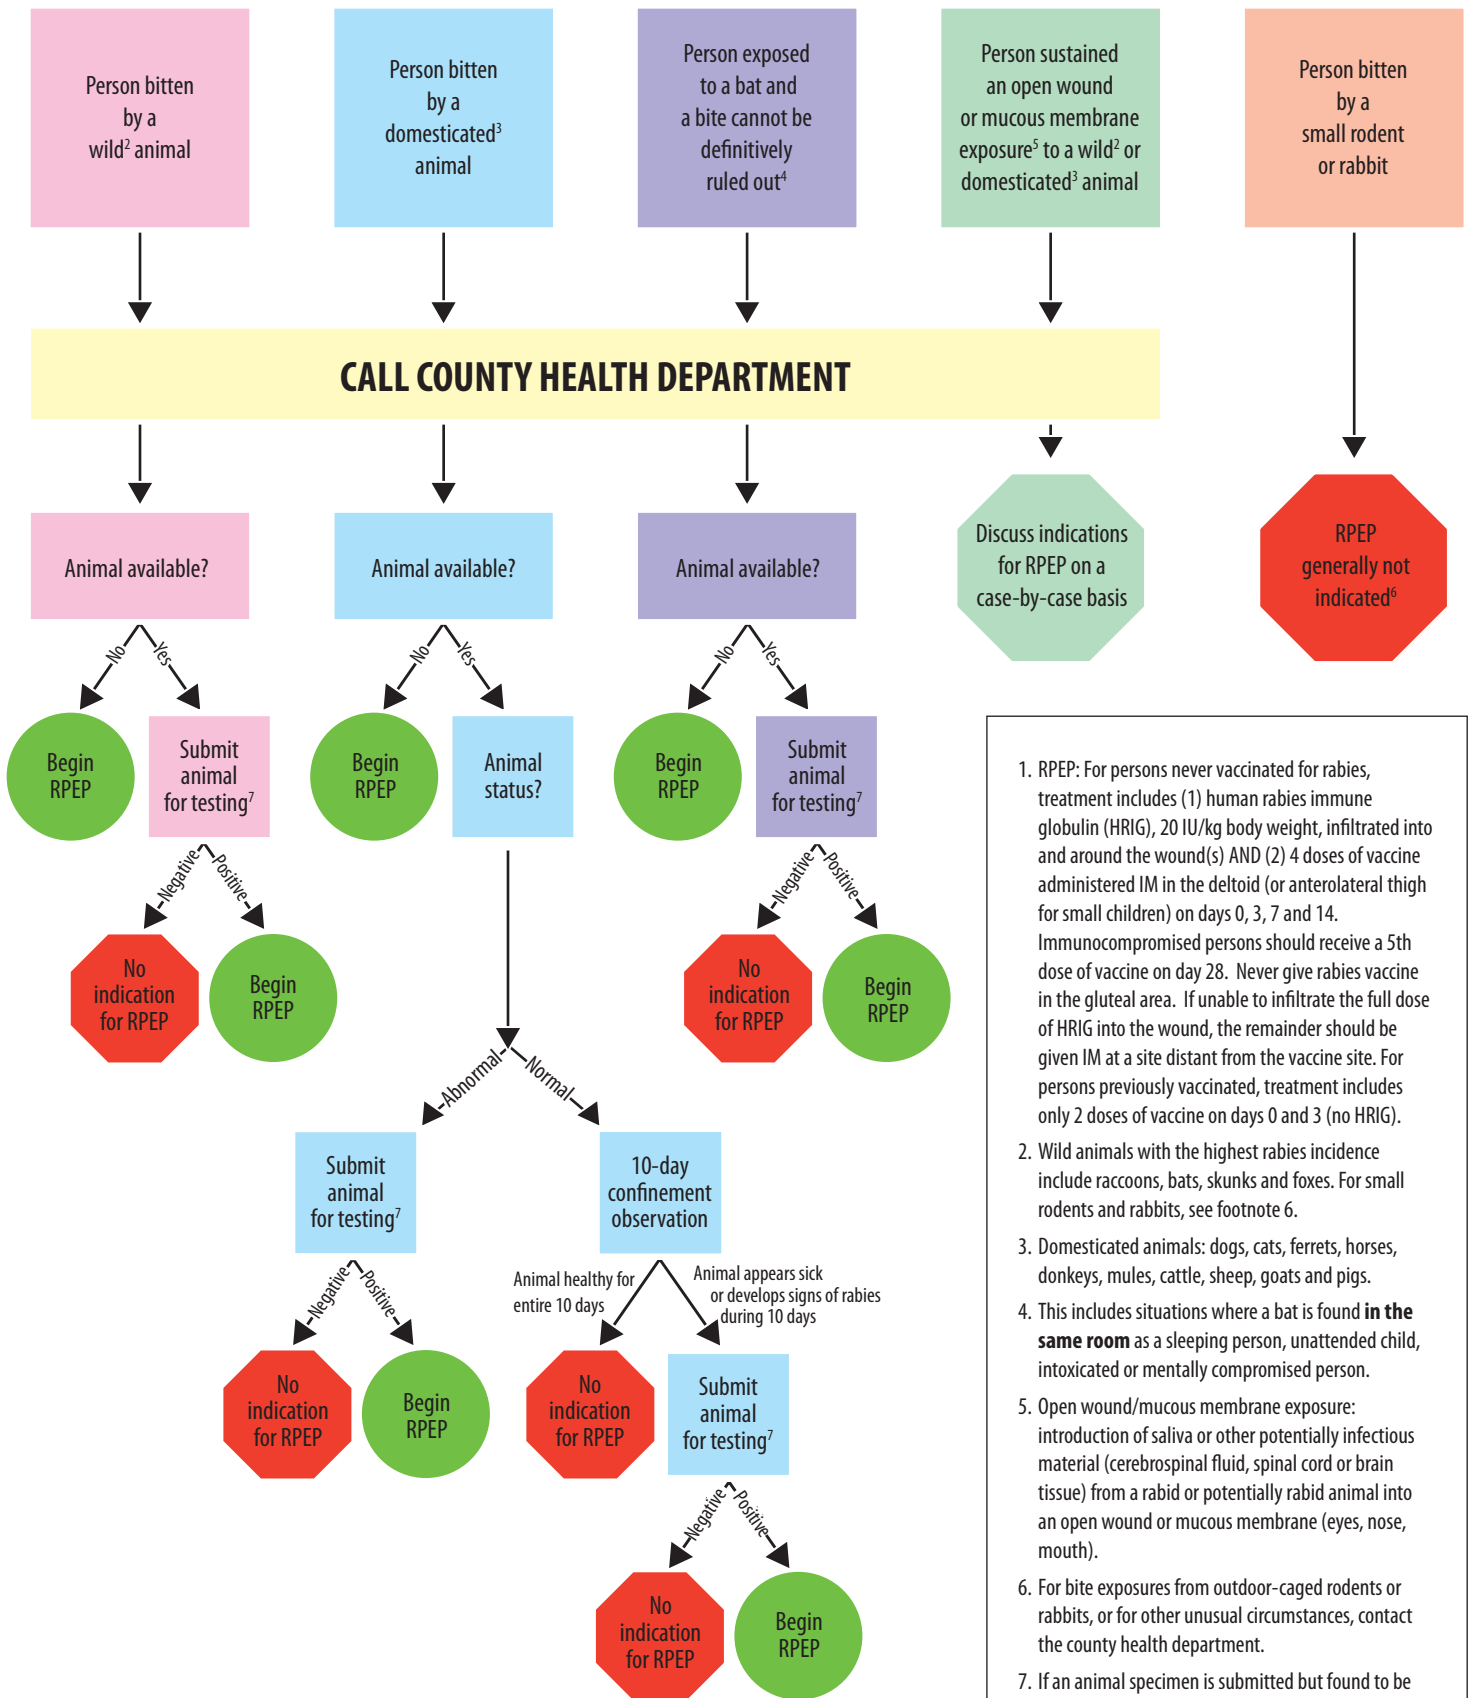 Person bitten
by a
wild² animal
Person bitten
by a
domesticated³
animal
Person exposed
to a bat and
a bite cannot be
definitively
ruled out⁴
Person sustained
an open wound
or mucous membrane
exposure⁵ to a wild² or
domesticated³ animal
Person bitten
by a
small rodent
or rabbit
CALL COUNTY HEALTH DEPARTMENT
Animal available?
Animal available?
Animal available?
Discuss indications
for RPEP on a
case-by-case basis
RPEP
generally not
indicated⁶
No
Yes
No
Yes
No
Yes
Begin
RPEP
Submit
animal
for testing⁷
Begin
RPEP
Animal
status?
Begin
RPEP
Submit
animal
for testing⁷
Negative
Positive
Negative
Positive
No
indication
for RPEP
Begin
RPEP
No
indication
for RPEP
Begin
RPEP
Abnormal
Normal
Submit
animal
for testing⁷
10-day
confinement
observation
Negative
Positive
Animal healthy for
entire 10 days
Animal appears sick
or develops signs of rabies
during 10 days
No
indication
for RPEP
Begin
RPEP
No
indication
for RPEP
Submit
animal
for testing⁷
Negative
Positive
No
indication
for RPEP
Begin
RPEP
1. RPEP: For persons never vaccinated for rabies,
treatment includes (1) human rabies immune
globulin (HRIG), 20 IU/kg body weight, infiltrated into
and around the wound(s) AND (2) 4 doses of vaccine
administered IM in the deltoid (or anterolateral thigh
for small children) on days 0, 3, 7 and 14.
Immunocompromised persons should receive a 5th
dose of vaccine on day 28. Never give rabies vaccine
in the gluteal area. If unable to infiltrate the full dose
of HRIG into the wound, the remainder should be
given IM at a site distant from the vaccine site. For
persons previously vaccinated, treatment includes
only 2 doses of vaccine on days 0 and 3 (no HRIG).
2. Wild animals with the highest rabies incidence
include raccoons, bats, skunks and foxes. For small
rodents and rabbits, see footnote 6.
3. Domesticated animals: dogs, cats, ferrets, horses,
donkeys, mules, cattle, sheep, goats and pigs.
4. This includes situations where a bat is found in the
same room as a sleeping person, unattended child,
intoxicated or mentally compromised person.
5. Open wound/mucous membrane exposure:
introduction of saliva or other potentially infectious
material (cerebrospinal fluid, spinal cord or brain
tissue) from a rabid or potentially rabid animal into
an open wound or mucous membrane (eyes, nose,
mouth).
6. For bite exposures from outdoor-caged rodents or
rabbits, or for other unusual circumstances, contact
the county health department.
7. If an animal specimen is submitted but found to be